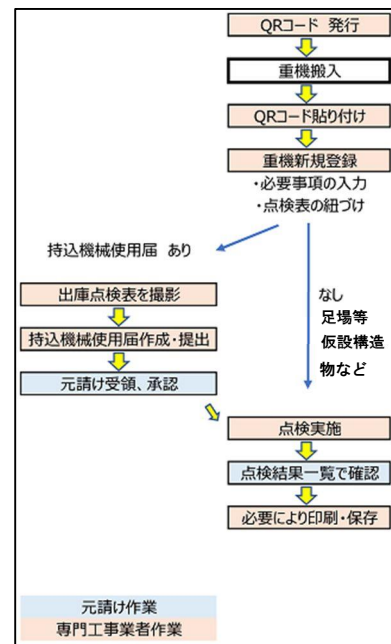 QRコード 発行
重機搬入
QRコード貼り付け
重機新規登録
・必要事項の入力
・点検表の紐づけ
持込機械使用届 あり
出庫点検表を撮影
持込機械使用届作成・提出
元請け受領、承認
なし
足場等
仮設構造
物など
点検実施
点検結果一覧で確認
必要により印刷・保存
元請け作業
専門工事業者作業